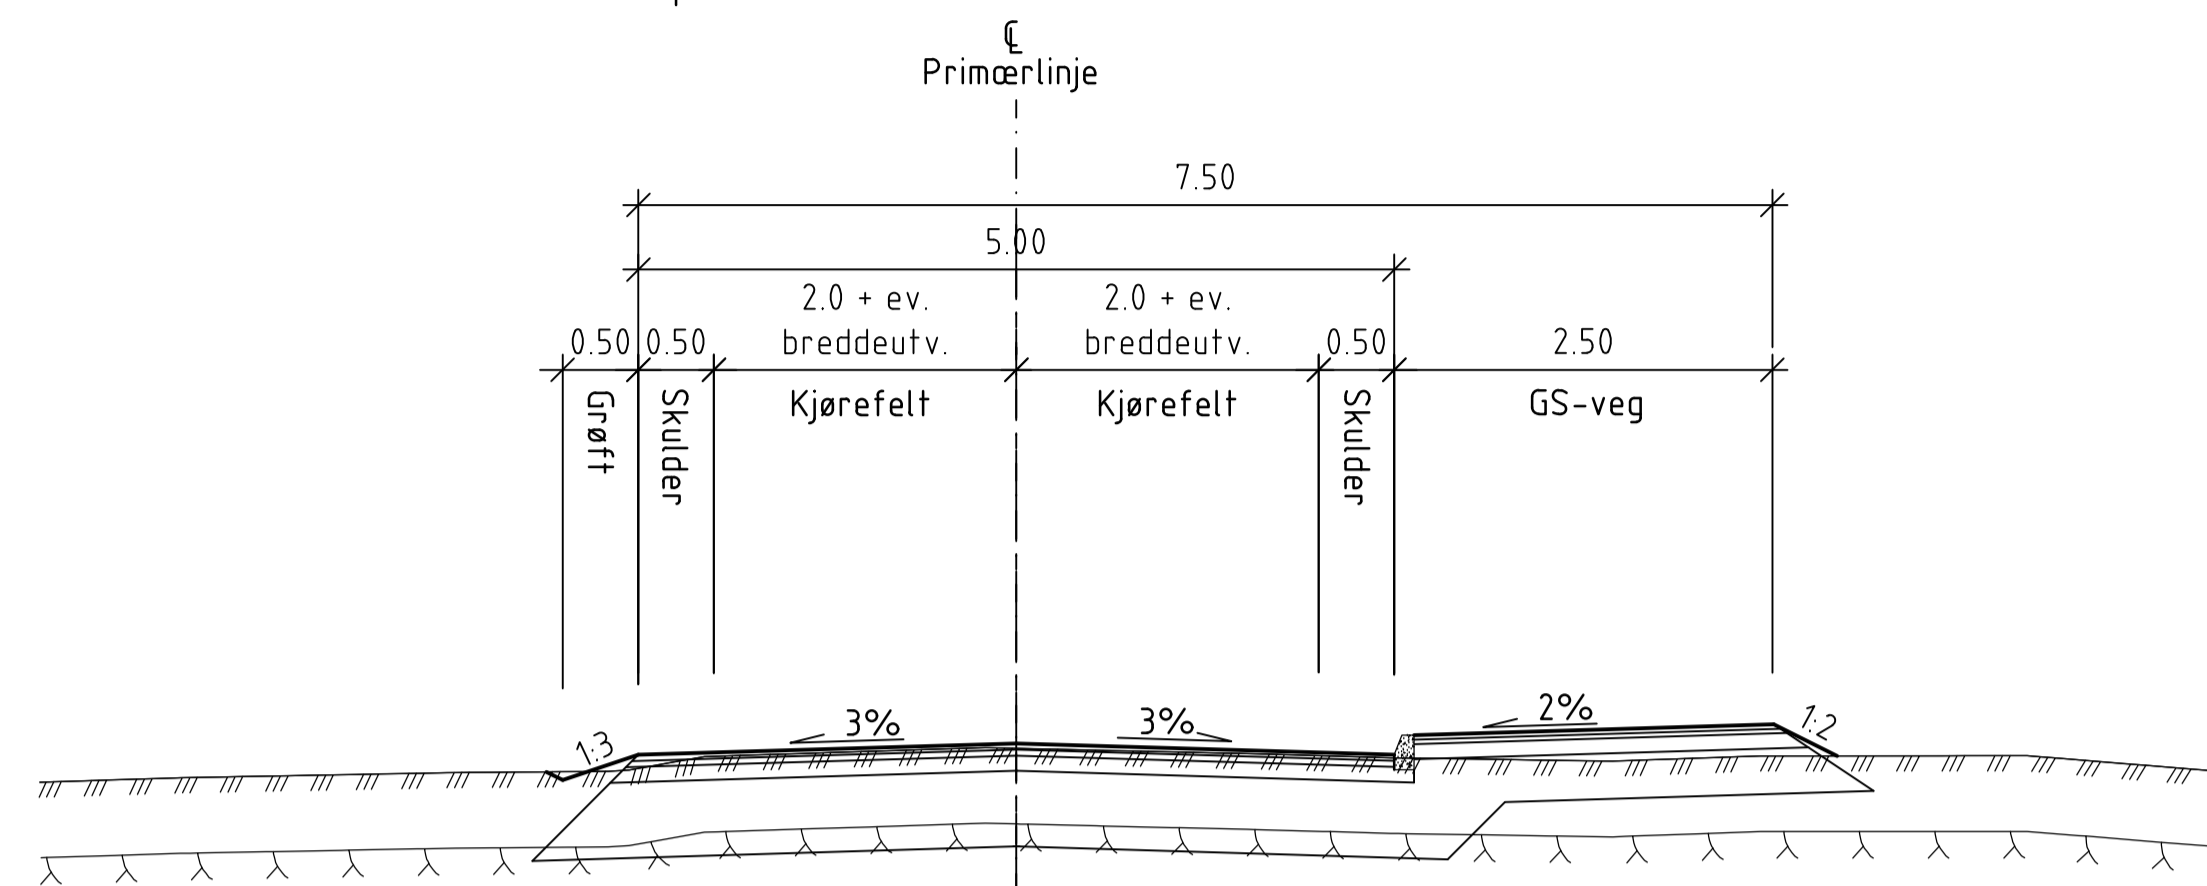 ℄
Primærlinje
7.50
5.00
2.0 + ev.
breddeutv.
2.0 + ev.
breddeutv.
0.50
0.50
0.50
2.50
Grøft
Skulder
Kjørefelt
Kjørefelt
Skulder
GS-veg
1:3
3%
3%
2%
1:2